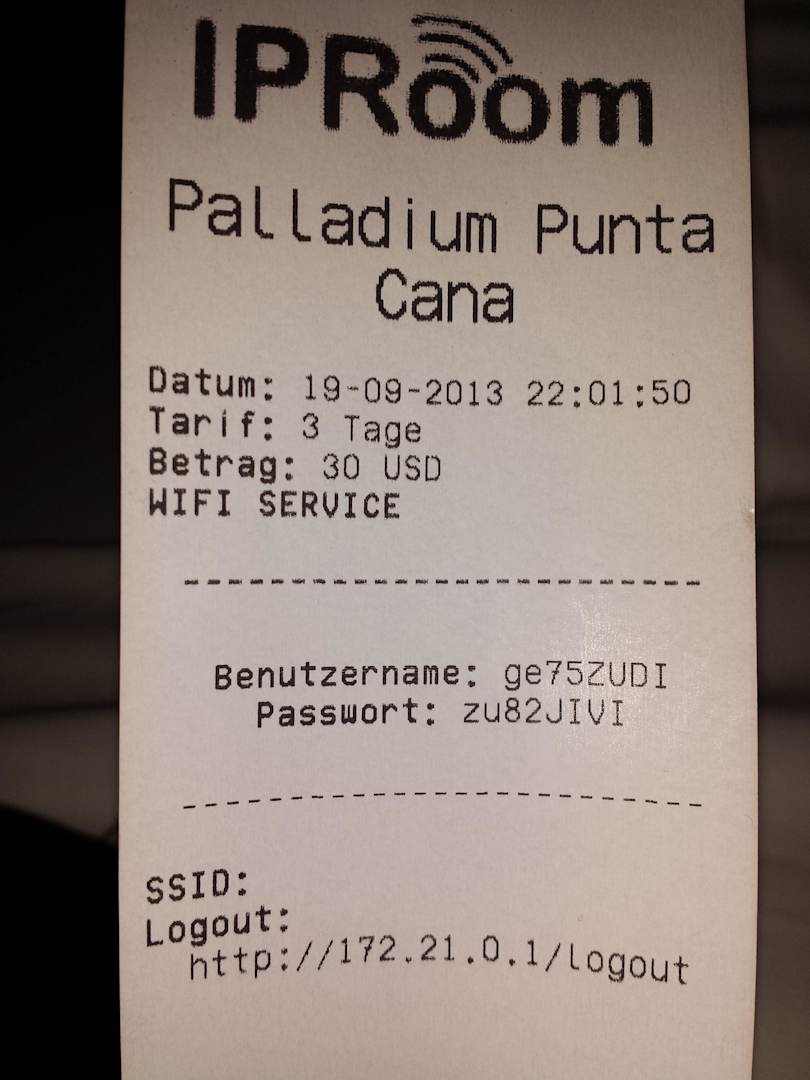 IPRoom
Palladium Punta
Cana
Datum: 19-09-2013 22:01:50
Tarif: 3 Tage
Betrag: 30 USD
WIFI SERVICE
Benutzername: ge75ZUDI
Passwort: zu82JIVI
SSID:
Logout:
http://172.21.0.1/logout